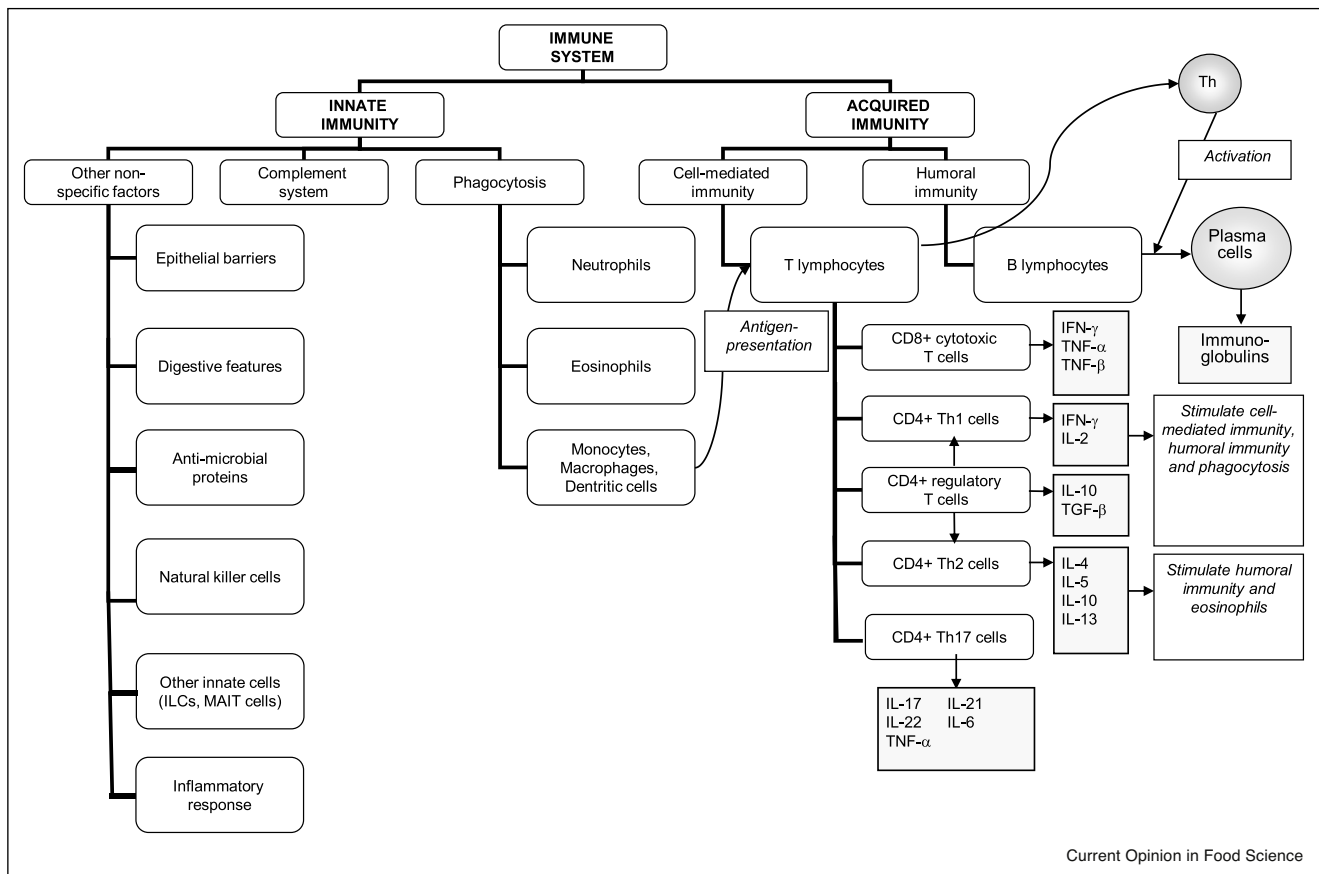 IMMUNE
SYSTEM
INNATE
IMMUNITY
ACQUIRED
IMMUNITY
Th
Activation
Other non-
specific factors
Complement
system
Phagocytosis
Cell-mediated
immunity
Humoral
immunity
Epithelial barriers
Digestive features
Anti-microbial
proteins
Natural killer cells
Other innate cells
(ILCs, MAIT cells)
Inflammatory
response
Neutrophils
Eosinophils
Monocytes,
Macrophages,
Dentritic cells
Antigen-
presentation
T lymphocytes
B lymphocytes
Plasma
cells
Immuno-
globulins
CD8+ cytotoxic
T cells
IFN-γ
TNF-α
TNF-β
CD4+ Th1 cells
IFN-γ
IL-2
Stimulate cell-
mediated immunity,
humoral immunity
and phagocytosis
CD4+ regulatory
T cells
IL-10
TGF-β
CD4+ Th2 cells
IL-4
IL-5
IL-10
IL-13
Stimulate humoral
immunity and
eosinophils
CD4+ Th17 cells
IL-17 IL-21
IL-22 IL-6
TNF-α
Current Opinion in Food Science